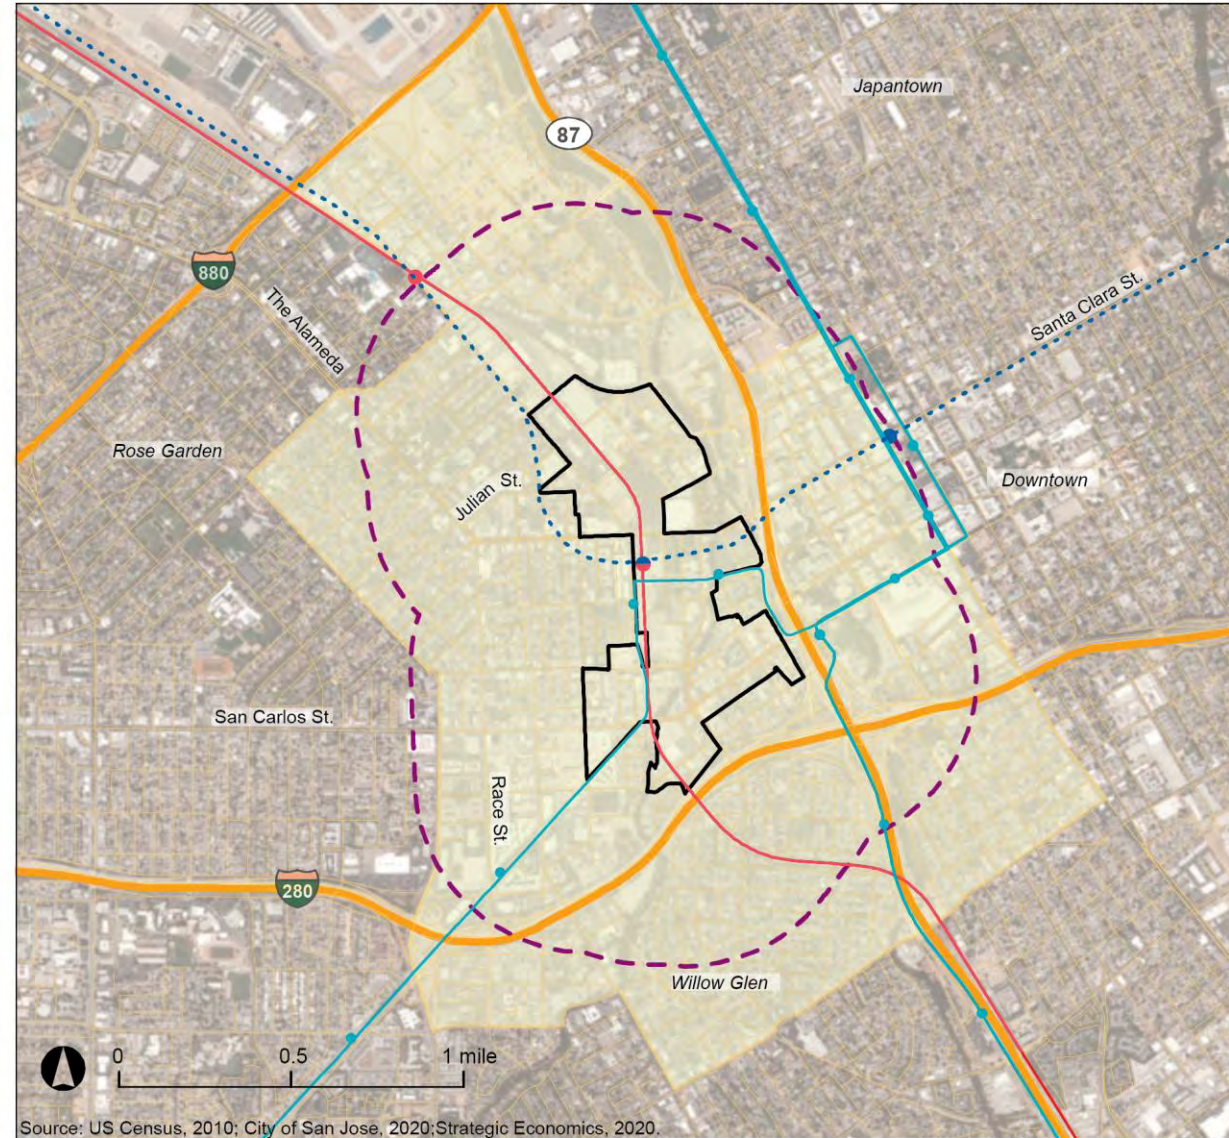 Japantown
87
880
The Alameda
Santa Clara St.
Rose Garden
Julian St.
Downtown
San Carlos St.
Race St.
280
Willow Glen
0 0.5 1 mile
Source: US Census, 2010; City of San Jose, 2020;Strategic Economics, 2020.